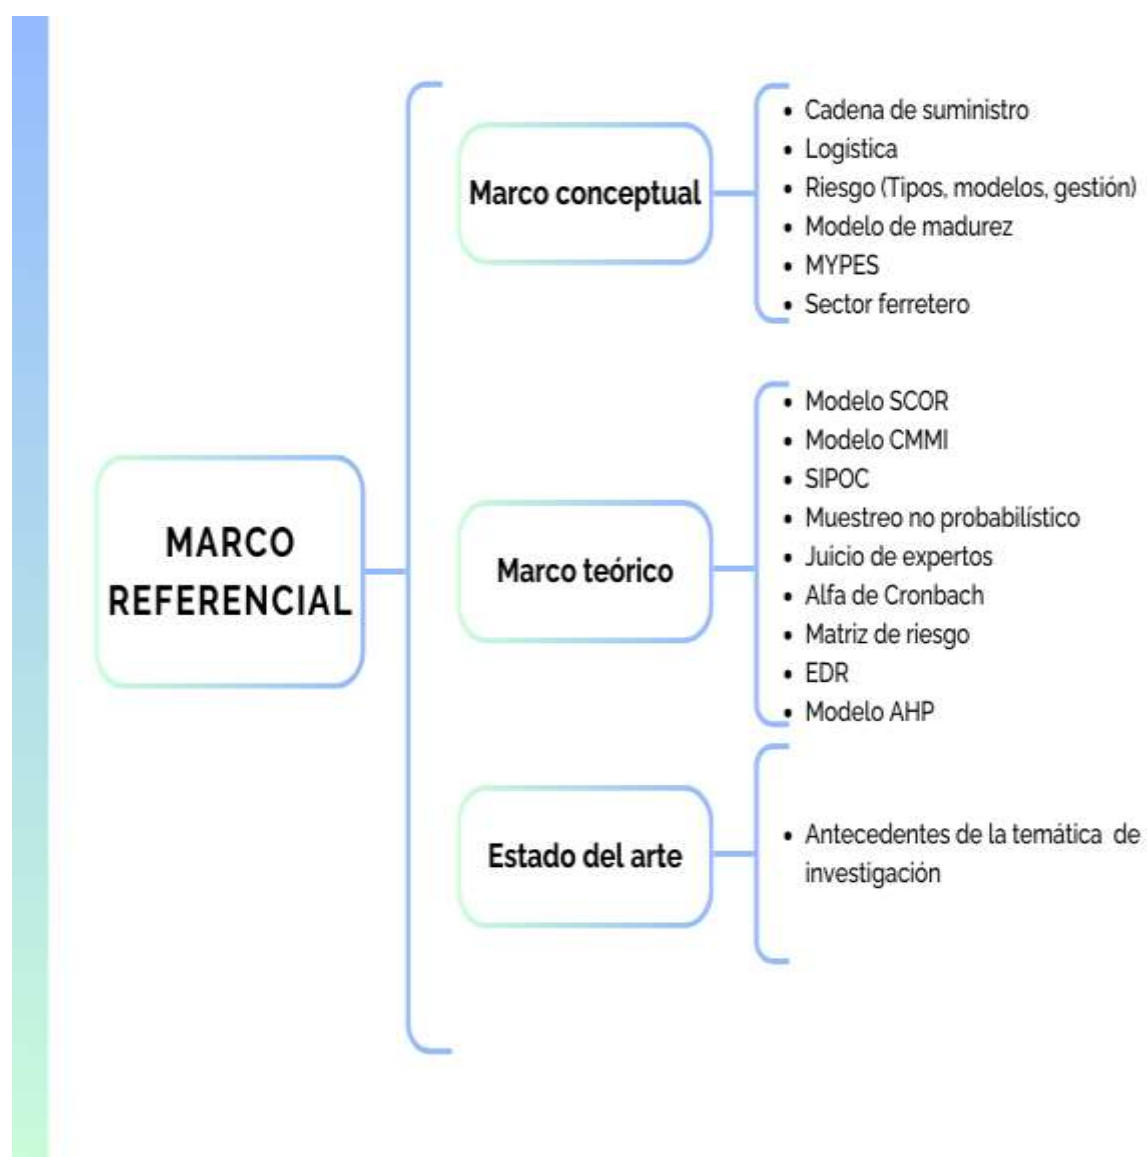 MARCO
REFERENCIAL
Marco conceptual
• Cadena de suministro
• Logística
• Riesgo (Tipos, modelos, gestión)
• Modelo de madurez
• MYPES
• Sector ferretero
Marco teórico
• Modelo SCOR
• Modelo CMMI
• SIPOC
• Muestreo no probabilístico
• Juicio de expertos
• Alfa de Cronbach
• Matriz de riesgo
• EDR
• Modelo AHP
Estado del arte
• Antecedentes de la temática de
investigación